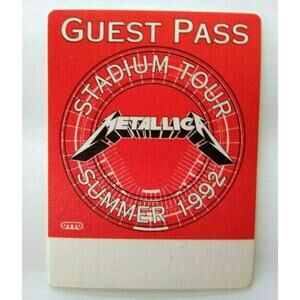 GUEST PASS
STADIUM TOUR
METALLICA
SUMMER 1992
OTTO